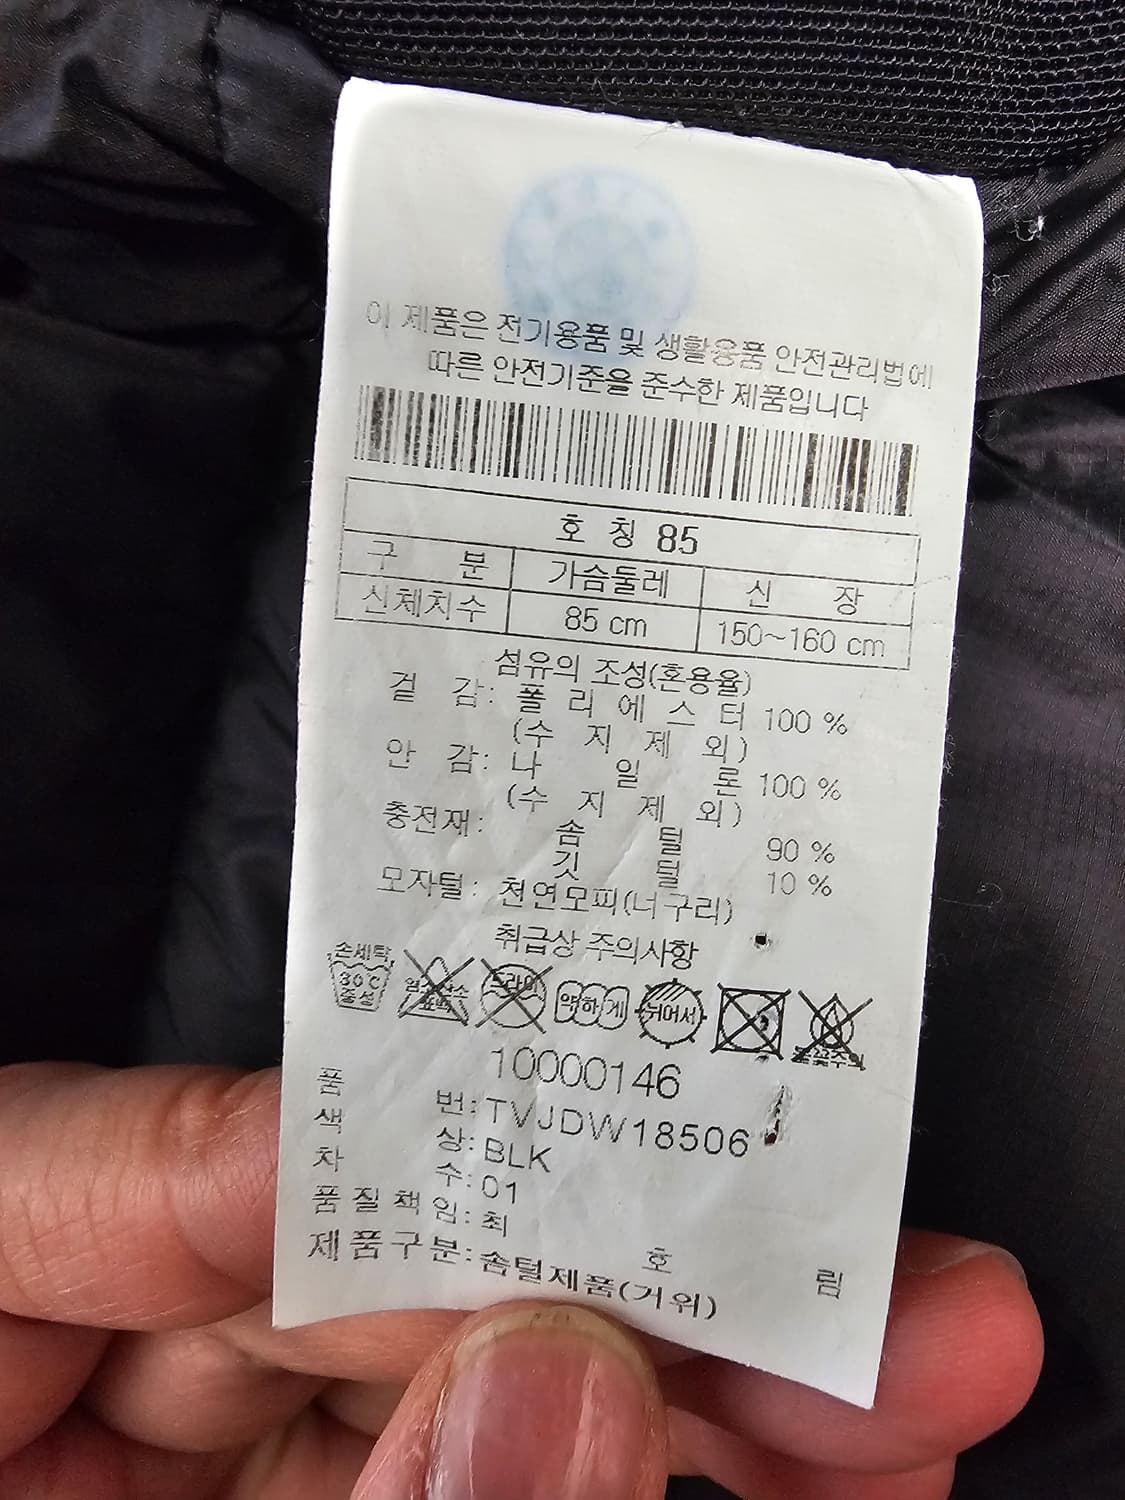 이 제품은 전기용품 및 생활용품 안전관리법에
따른 안전기준을 준수한 제품입니다
호 칭 85
구 분 가슴둘레 신 장
신체치수 85 cm 150~160 cm
섬유의 조성(혼용율)
겉 감: 폴 리 에 스 터 100 %
(수 지 제 외)
안 감: 나 일 론 100 %
(수 지 제 외)
충전재: 솜 털 90 %
깃 털 10 %
모자털: 천연모피(너구리)
취급상 주의사항
손세탁
30℃
중성
드라이
약하게
뉘어서
불꽃주의
10000146
품 번: TVJDW18506
색 상: BLK
차 수: 01
품 질 책 임: 최 호 림
제 품 구 분: 솜털제품(거위)